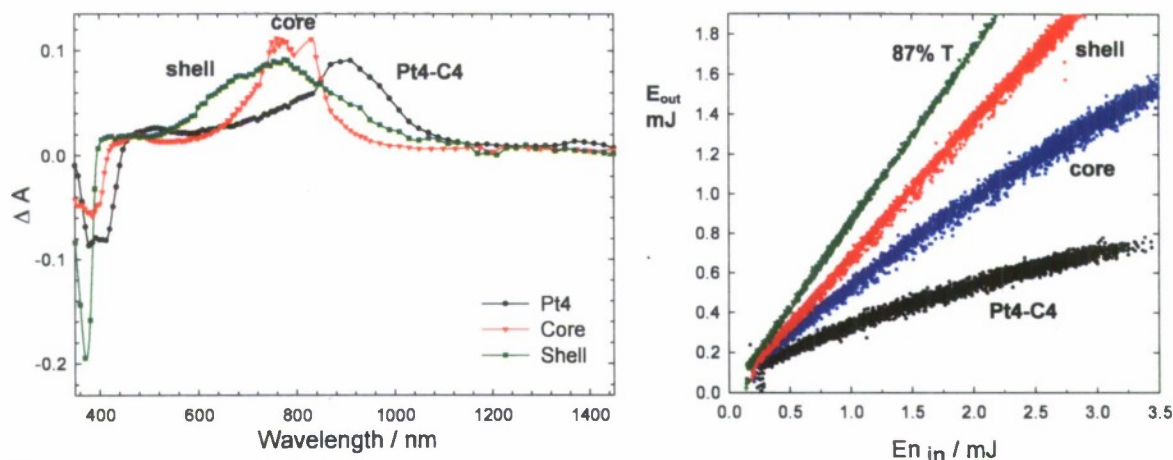 core
0.1
shell
Pt4-C4
0.0
Δ A
-0.1
Pt4
Core
Shell
-0.2
400
600
800
1000
1200
1400
Wavelength / nm
1.8
87% T
shell
1.6
E out
mJ
1.4
1.2
core
1.0
0.8
0.6
0.4
Pt4-C4
0.2
0.0
0.0
0.5
1.0
1.5
2.0
2.5
3.0
3.5
En in / mJ